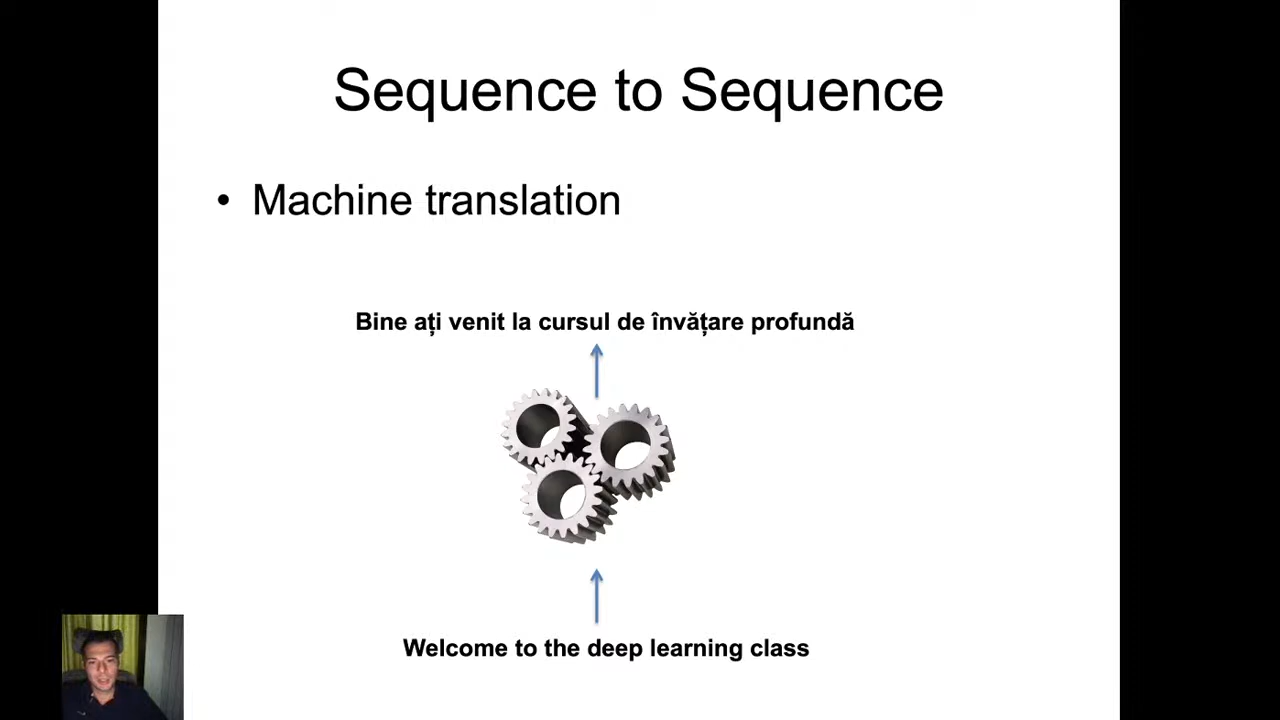 Sequence to Sequence
• Machine translation
Bine ați venit la cursul de învățare profundă
Welcome to the deep learning class